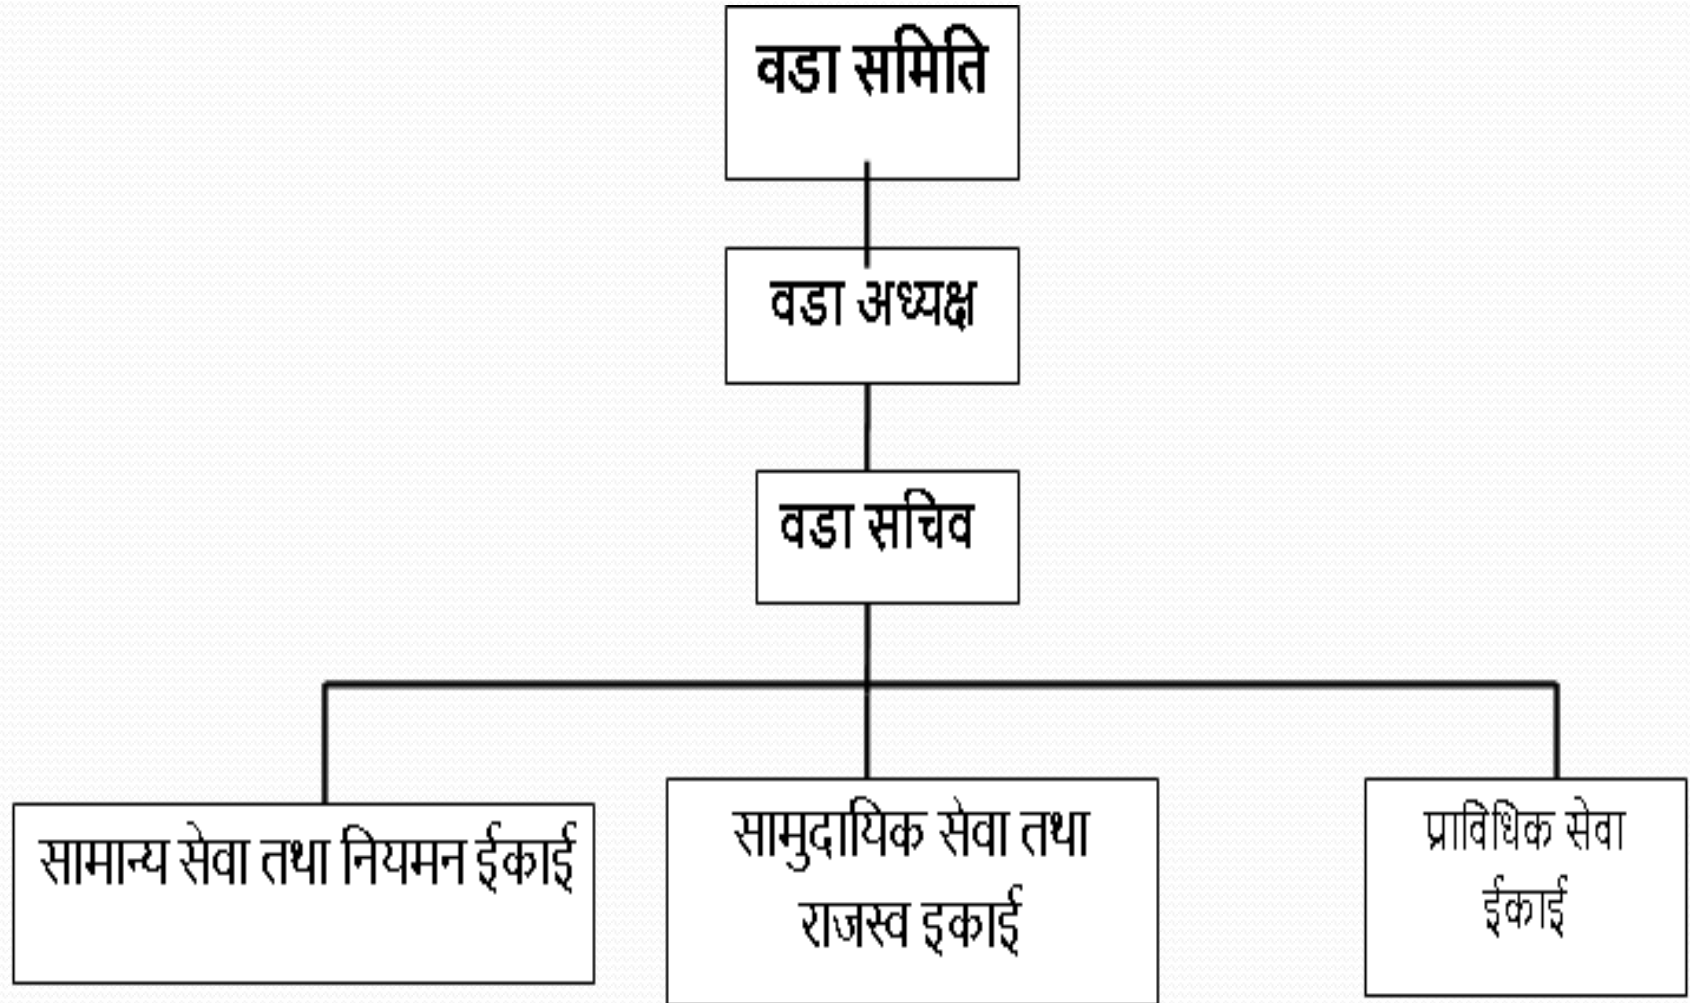 वडा समिति
वडा अध्यक्ष
वडा सचिव
सामान्य सेवा तथा नियमन ईकाई
सामुदायिक सेवा तथा
राजस्व इकाई
प्राविधिक सेवा
ईकाई